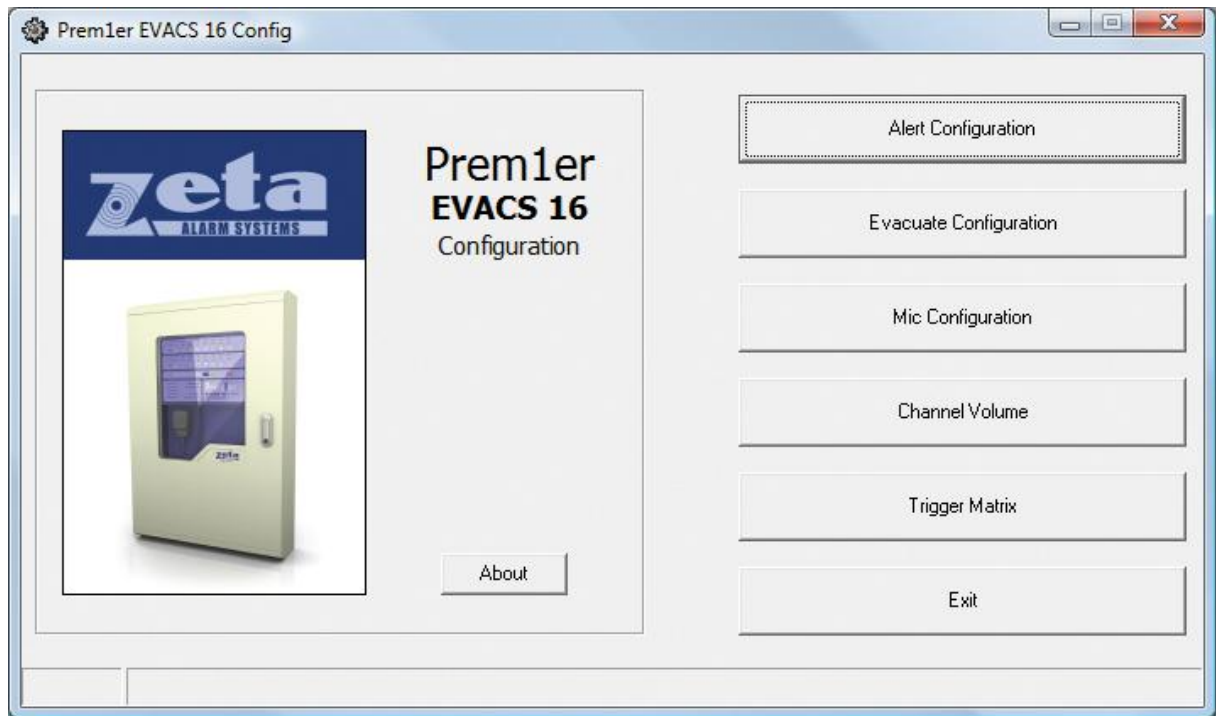 Prem1er EVACS 16 Config
zeta
ALARM SYSTEMS
Prem1er
EVACS 16
Configuration
zeta
About
Alert Configuration
Evacuate Configuration
Mic Configuration
Channel Volume
Trigger Matrix
Exit